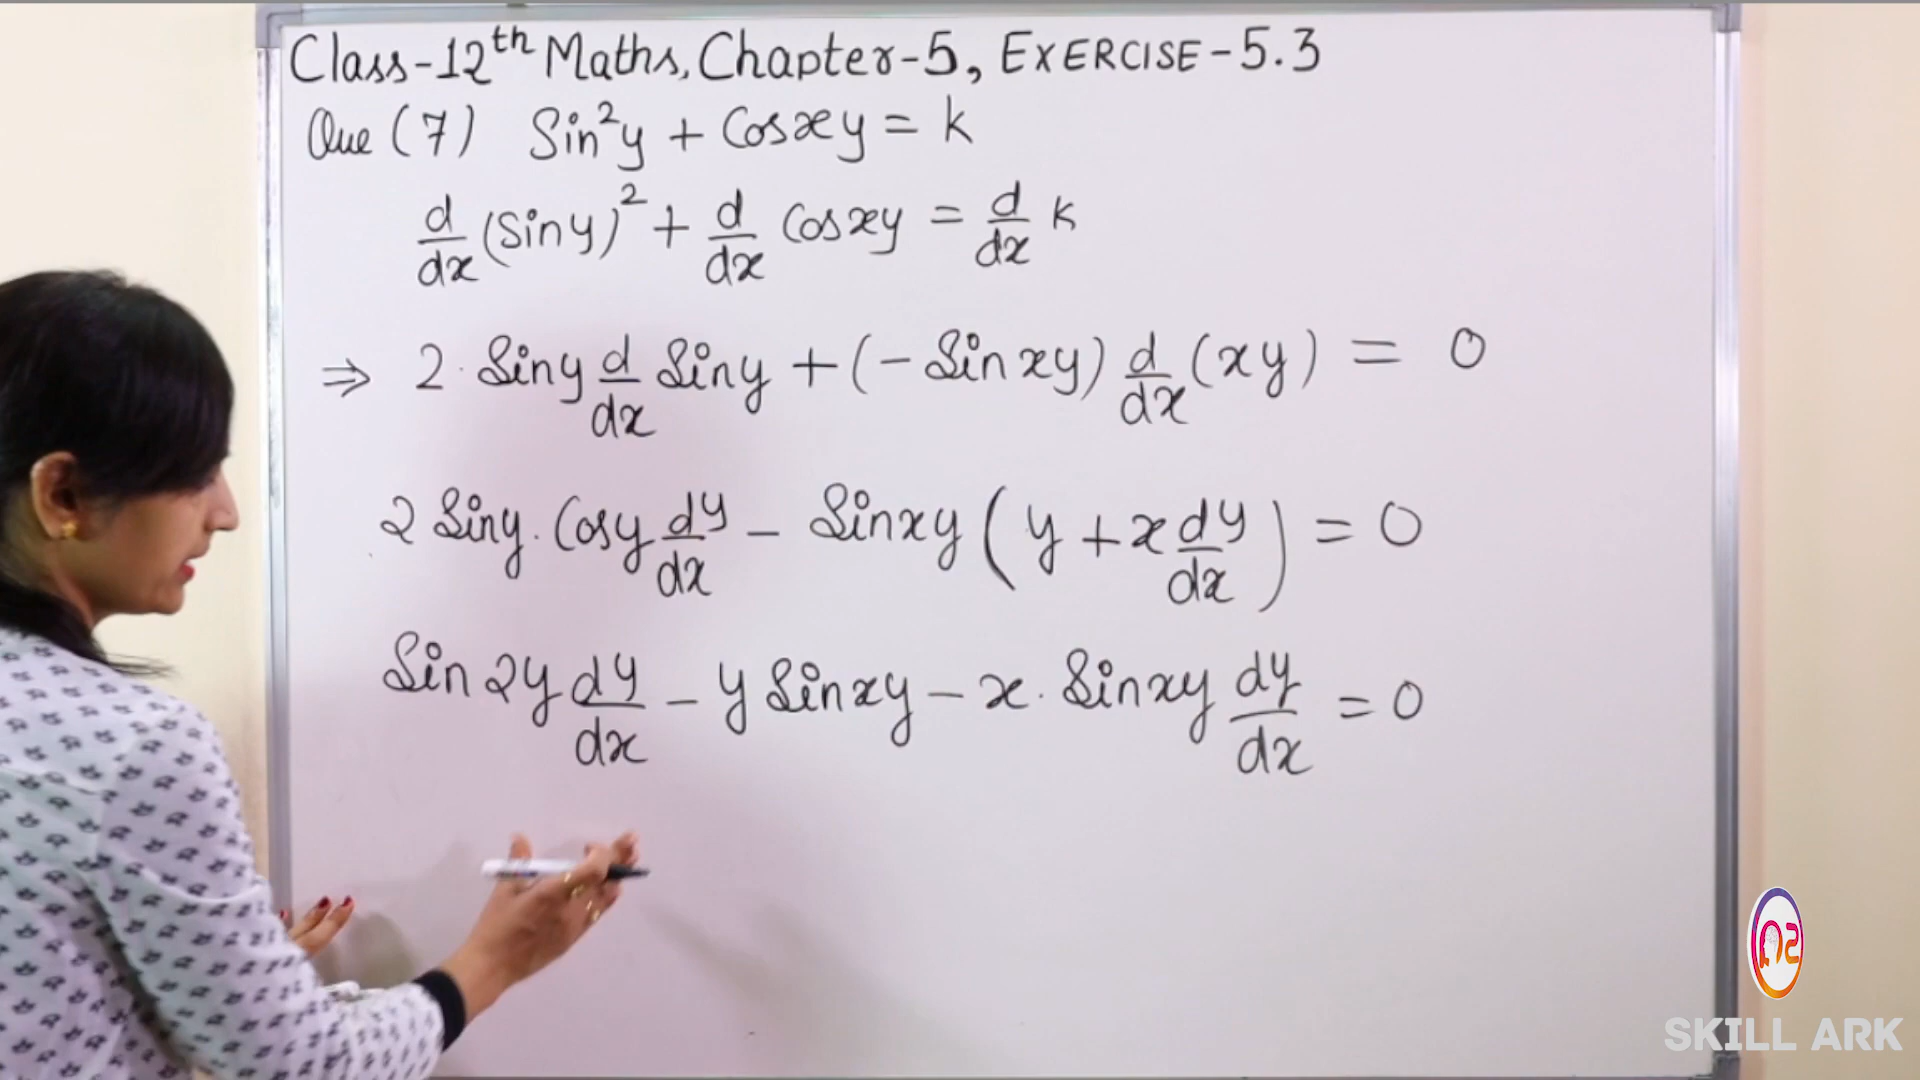 Class-12th Maths, Chapter-5, EXERCISE-5.3
Que (7) Sin²y + Cosxy = k
d/dx (Siny)² + d/dx Cosxy = d/dx k
⇒ 2·Siny d/dx Siny + (-Sinxy) d/dx (xy) = 0
2 Siny·Cosy dy/dx - Sinxy (y + x dy/dx) = 0
Sin2y dy/dx - y Sinxy - x·Sinxy dy/dx = 0
SKILL ARK